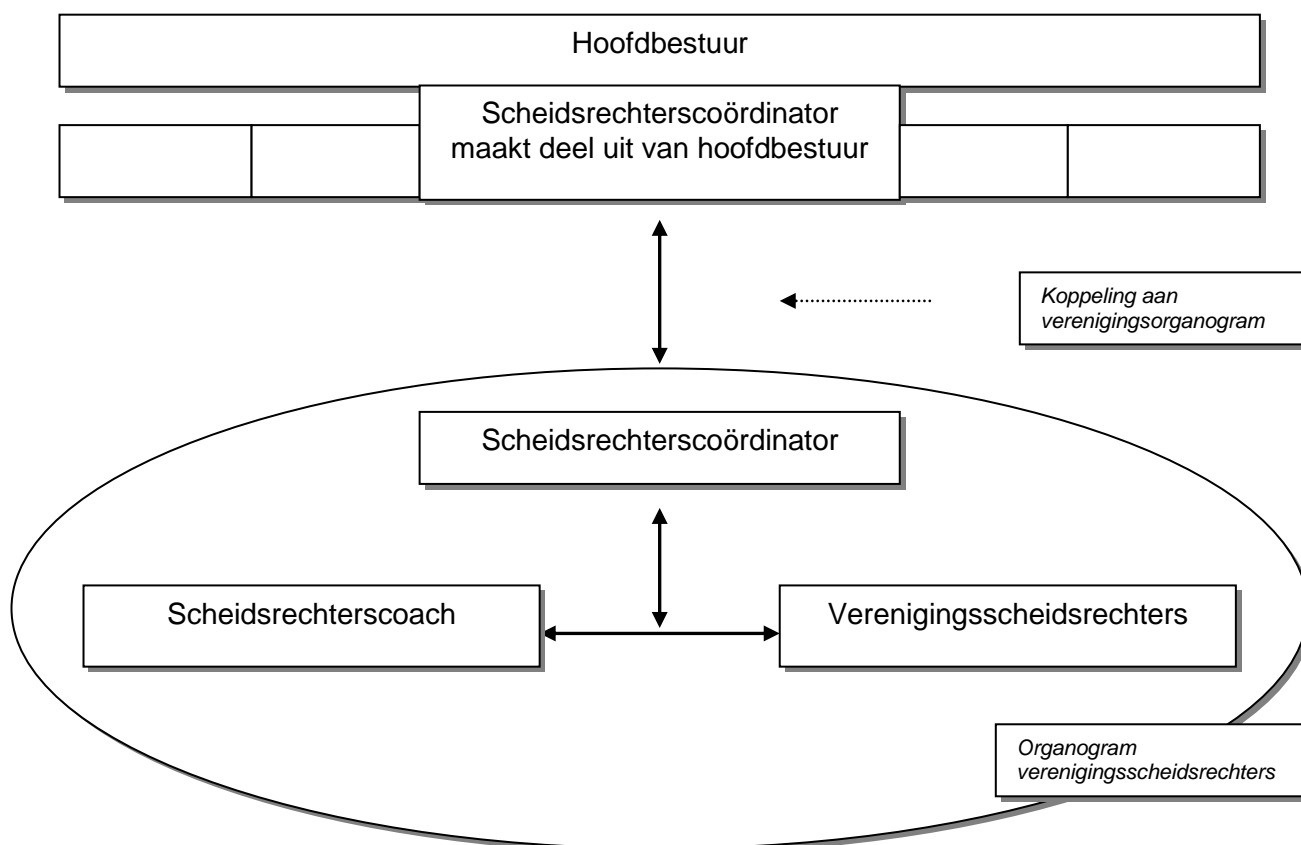 Hoofdbestuur
Scheidsrechterscoördinator
maakt deel uit van hoofdbestuur
Koppeling aan
verenigingsorganogram
Scheidsrechterscoördinator
Scheidsrechterscoach
Verenigingsscheidsrechters
Organogram
verenigingsscheidsrechters